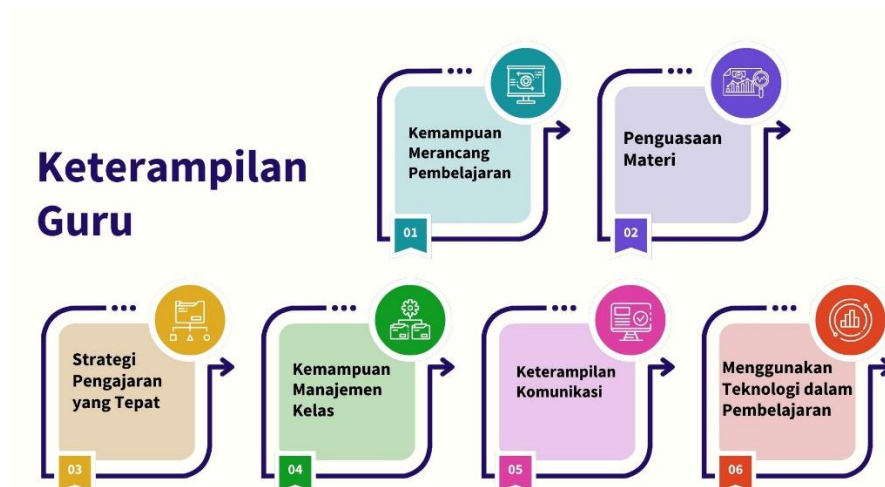 Keterampilan
Guru
Kemampuan
Merancang
Pembelajaran
01
Penguasaan
Materi
02
Strategi
Pengajaran
yang Tepat
03
Kemampuan
Manajemen
Kelas
04
Keterampilan
Komunikasi
05
Menggunakan
Teknologi dalam
Pembelajaran
06